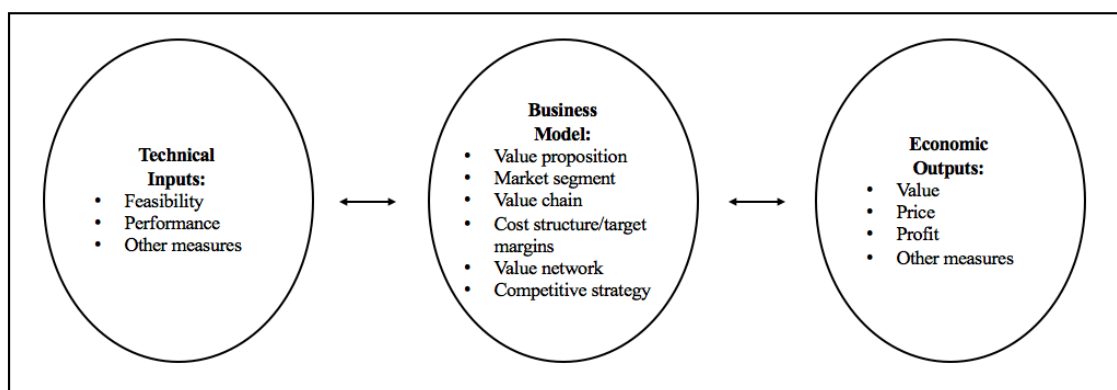 Technical
Inputs:
• Feasibility
• Performance
• Other measures
Business
Model:
• Value proposition
• Market segment
• Value chain
• Cost structure/target
margins
• Value network
• Competitive strategy
Economic
Outputs:
• Value
• Price
• Profit
• Other measures